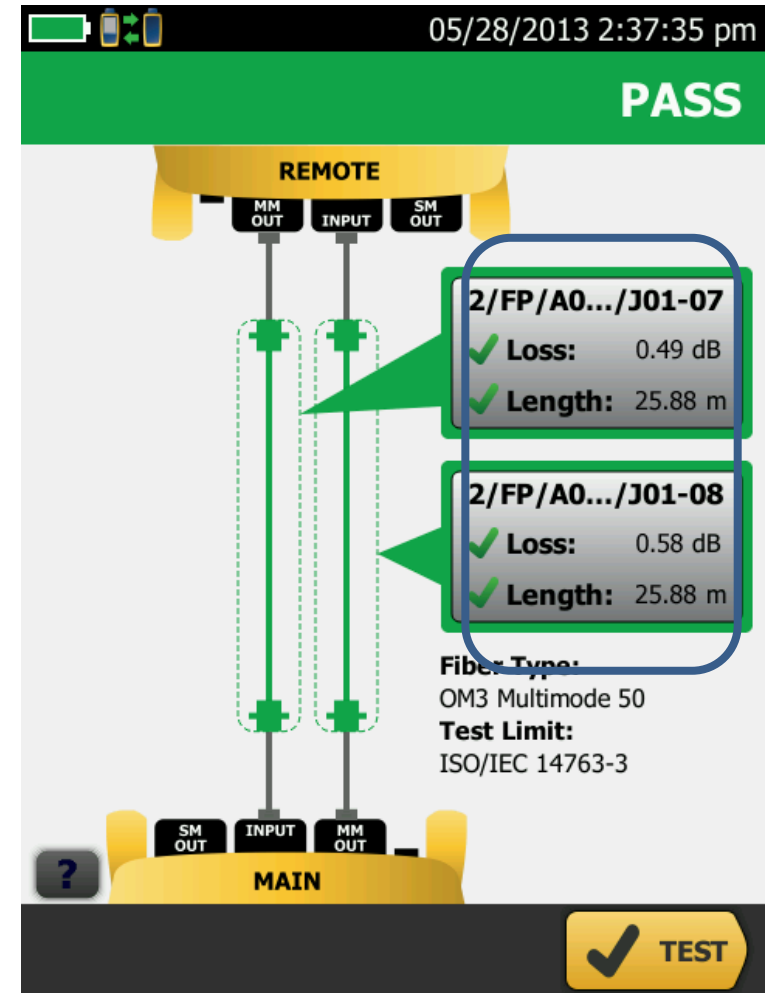 05/28/2013 2:37:35 pm
PASS
REMOTE
MM OUT
INPUT
SM OUT
2/FP/A0.../J01-07
Loss: 0.49 dB
Length: 25.88 m
2/FP/A0.../J01-08
Loss: 0.58 dB
Length: 25.88 m
Fiber Type:
OM3 Multimode 50
Test Limit:
ISO/IEC 14763-3
SM OUT
INPUT
MM OUT
?
MAIN
TEST